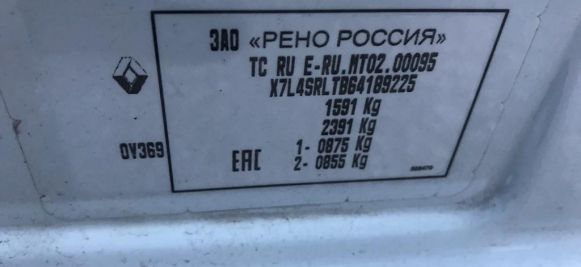 ЗАО «РЕНО РОССИЯ»
TC RU E-RU.MT02.00095
X7L4SRLTB64189225
1591 Kg
2391 Kg
1- 0875 Kg
2- 0855 Kg
OV369
EAC